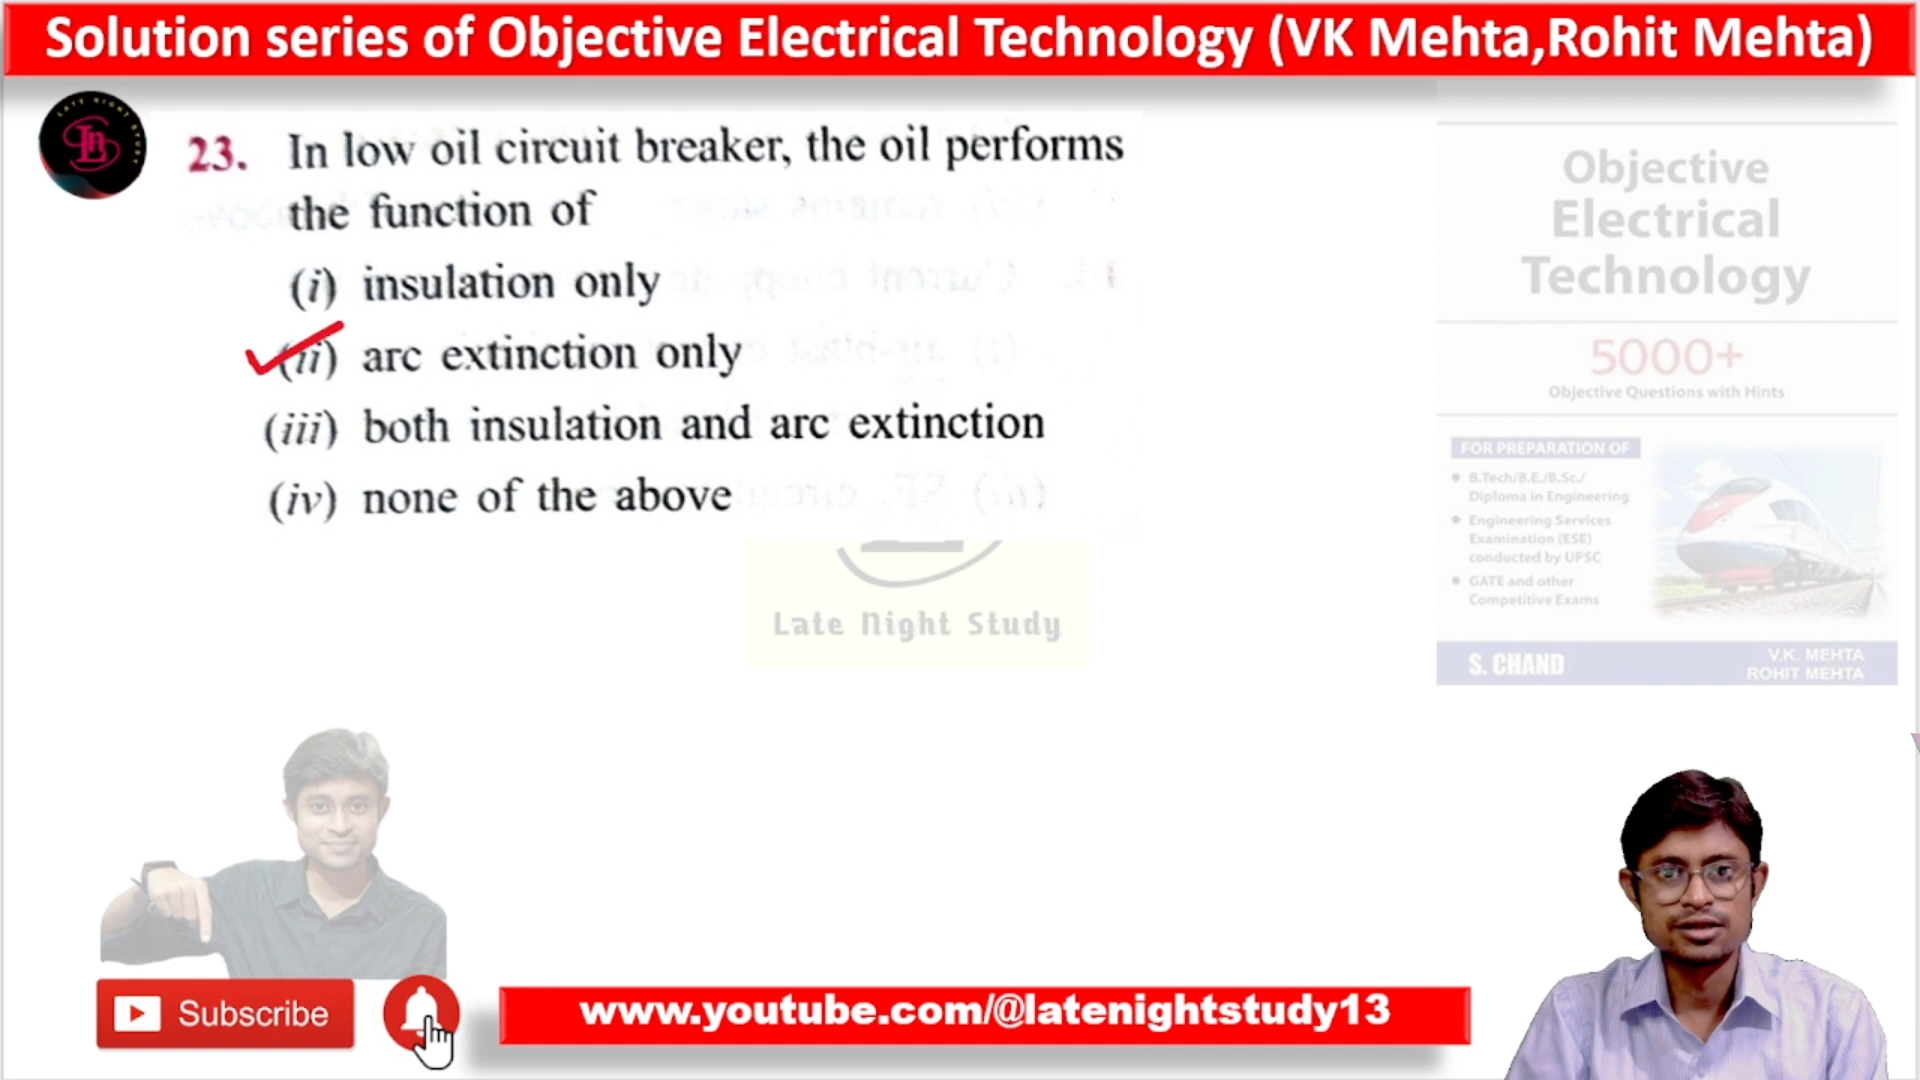 Solution series of Objective Electrical Technology (VK Mehta,Rohit Mehta)
LATE NIGHT STUDY
23. In low oil circuit breaker, the oil performs
the function of
(i) insulation only
(ii) arc extinction only
(iii) both insulation and arc extinction
(iv) none of the above
Late Night Study
Objective
Electrical
Technology
5000+
Objective Questions with Hints
FOR PREPARATION OF
• B.Tech/B.E./B.Sc./
Diploma in Engineering
• Engineering Services
Examination (ESE)
conducted by UPSC
• GATE and other
Competitive Exams
S. CHAND
V.K. MEHTA
ROHIT MEHTA
Subscribe
www.youtube.com/@latenightstudy13